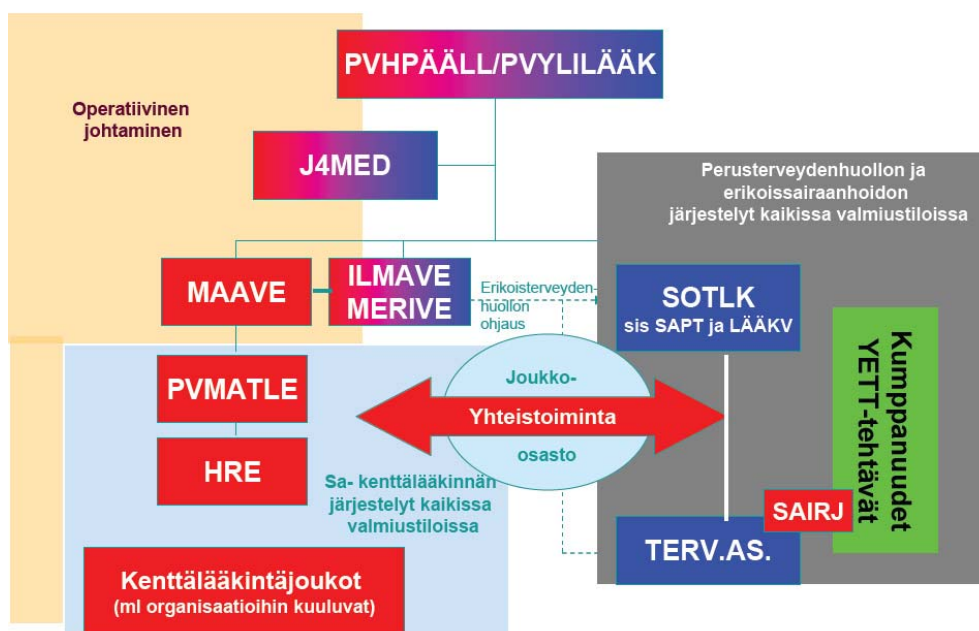 PVHPÄÄLL/PVYLILÄÄK
Operatiivinen
johtaminen
J4MED
Perusterveydenhuollon ja
erikoissairaanhoidon
järjestelyt kaikissa valmiustiloissa
MAAVE
ILMAVE
MERIVE
Erikoisterveyden-
huollon
ohjaus
SOTLK
sis SAPT ja LÄÄKV
Kumppanuudet
YETT-tehtävät
PVMATLE
Joukko-
Yhteistoiminta
osasto
HRE
Sa- kenttälääkinnän
järjestelyt kaikissa
valmiustiloissa
SAIRJ
TERV.AS.
Kenttälääkintäjoukot
(ml organisaatioihin kuuluvat)